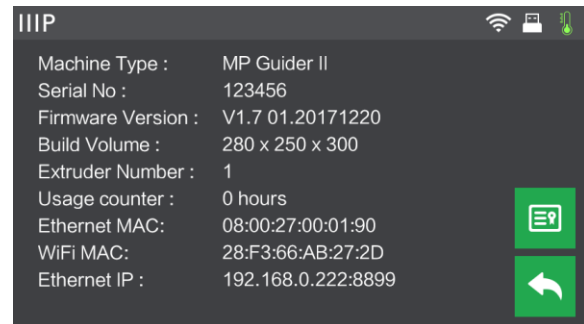 IIIP
Machine Type : MP Guider II
Serial No : 123456
Firmware Version : V1.7 01.20171220
Build Volume : 280 x 250 x 300
Extruder Number : 1
Usage counter : 0 hours
Ethernet MAC: 08:00:27:00:01:90
WiFi MAC: 28:F3:66:AB:27:2D
Ethernet IP : 192.168.0.222:8899